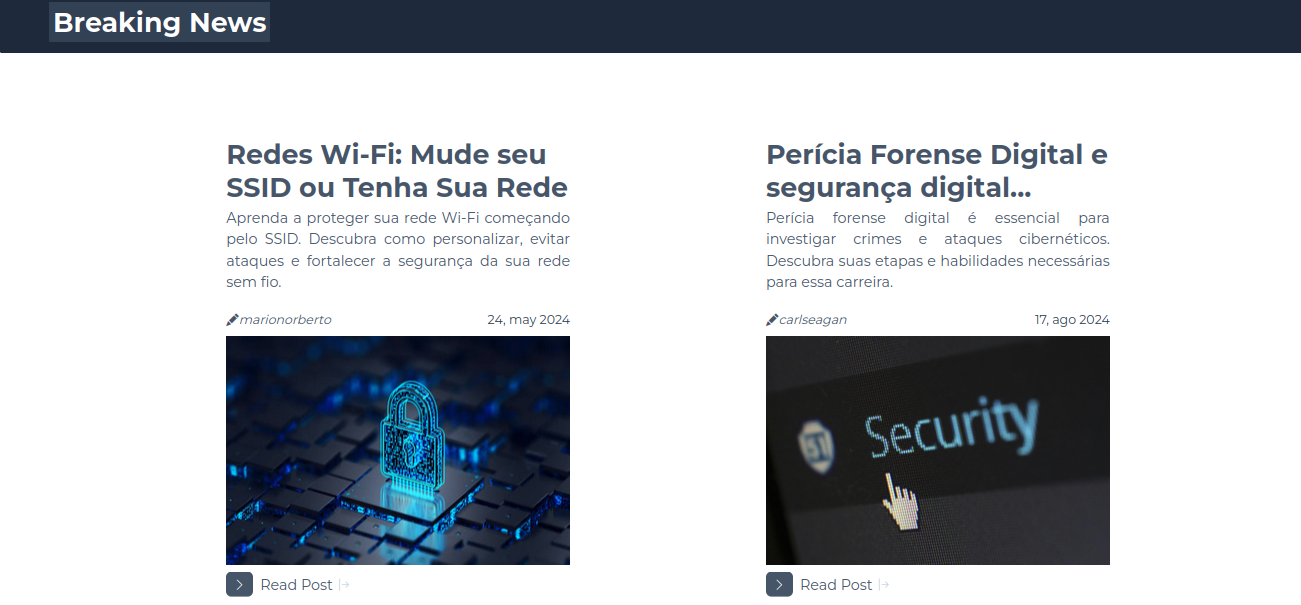 Breaking News
Redes Wi-Fi: Mude seu
SSID ou Tenha Sua Rede
Aprenda a proteger sua rede Wi-Fi começando
pelo SSID. Descubra como personalizar, evitar
ataques e fortalecer a segurança da sua rede
sem fio.
marionorberto
24, may 2024
Read Post
Perícia Forense Digital e
segurança digital...
Perícia forense digital é essencial para
investigar crimes e ataques cibernéticos.
Descubra suas etapas e habilidades necessárias
para essa carreira.
carlseagan
17, ago 2024
Security
Read Post